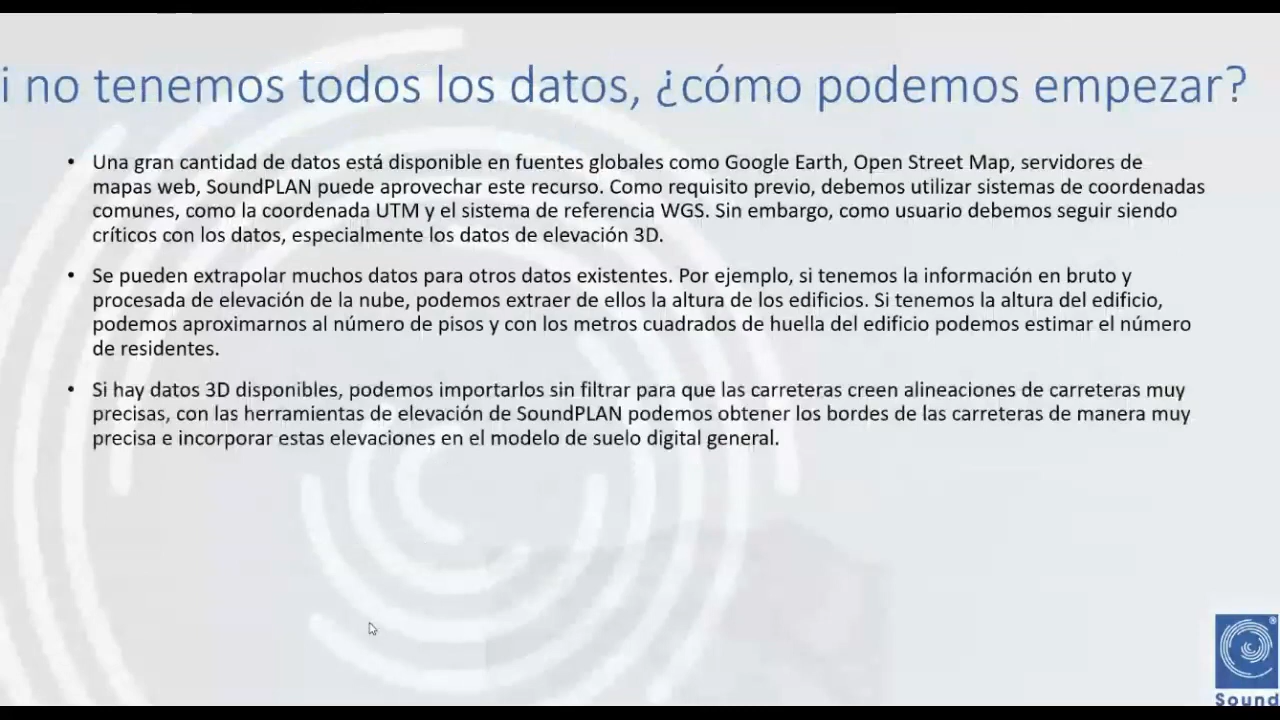 i no tenemos todos los datos, ¿cómo podemos empezar?
• Una gran cantidad de datos está disponible en fuentes globales como Google Earth, Open Street Map, servidores de
mapas web, SoundPLAN puede aprovechar este recurso. Como requisito previo, debemos utilizar sistemas de coordenadas
comunes, como la coordenada UTM y el sistema de referencia WGS. Sin embargo, como usuario debemos seguir siendo
críticos con los datos, especialmente los datos de elevación 3D.
• Se pueden extrapolar muchos datos para otros datos existentes. Por ejemplo, si tenemos la información en bruto y
procesada de elevación de la nube, podemos extraer de ellos la altura de los edificios. Si tenemos la altura del edificio,
podemos aproximarnos al número de pisos y con los metros cuadrados de huella del edificio podemos estimar el número
de residentes.
• Si hay datos 3D disponibles, podemos importarlos sin filtrar para que las carreteras creen alineaciones de carreteras muy
precisas, con las herramientas de elevación de SoundPLAN podemos obtener los bordes de las carreteras de manera muy
precisa e incorporar estas elevaciones en el modelo de suelo digital general.
®
Sound